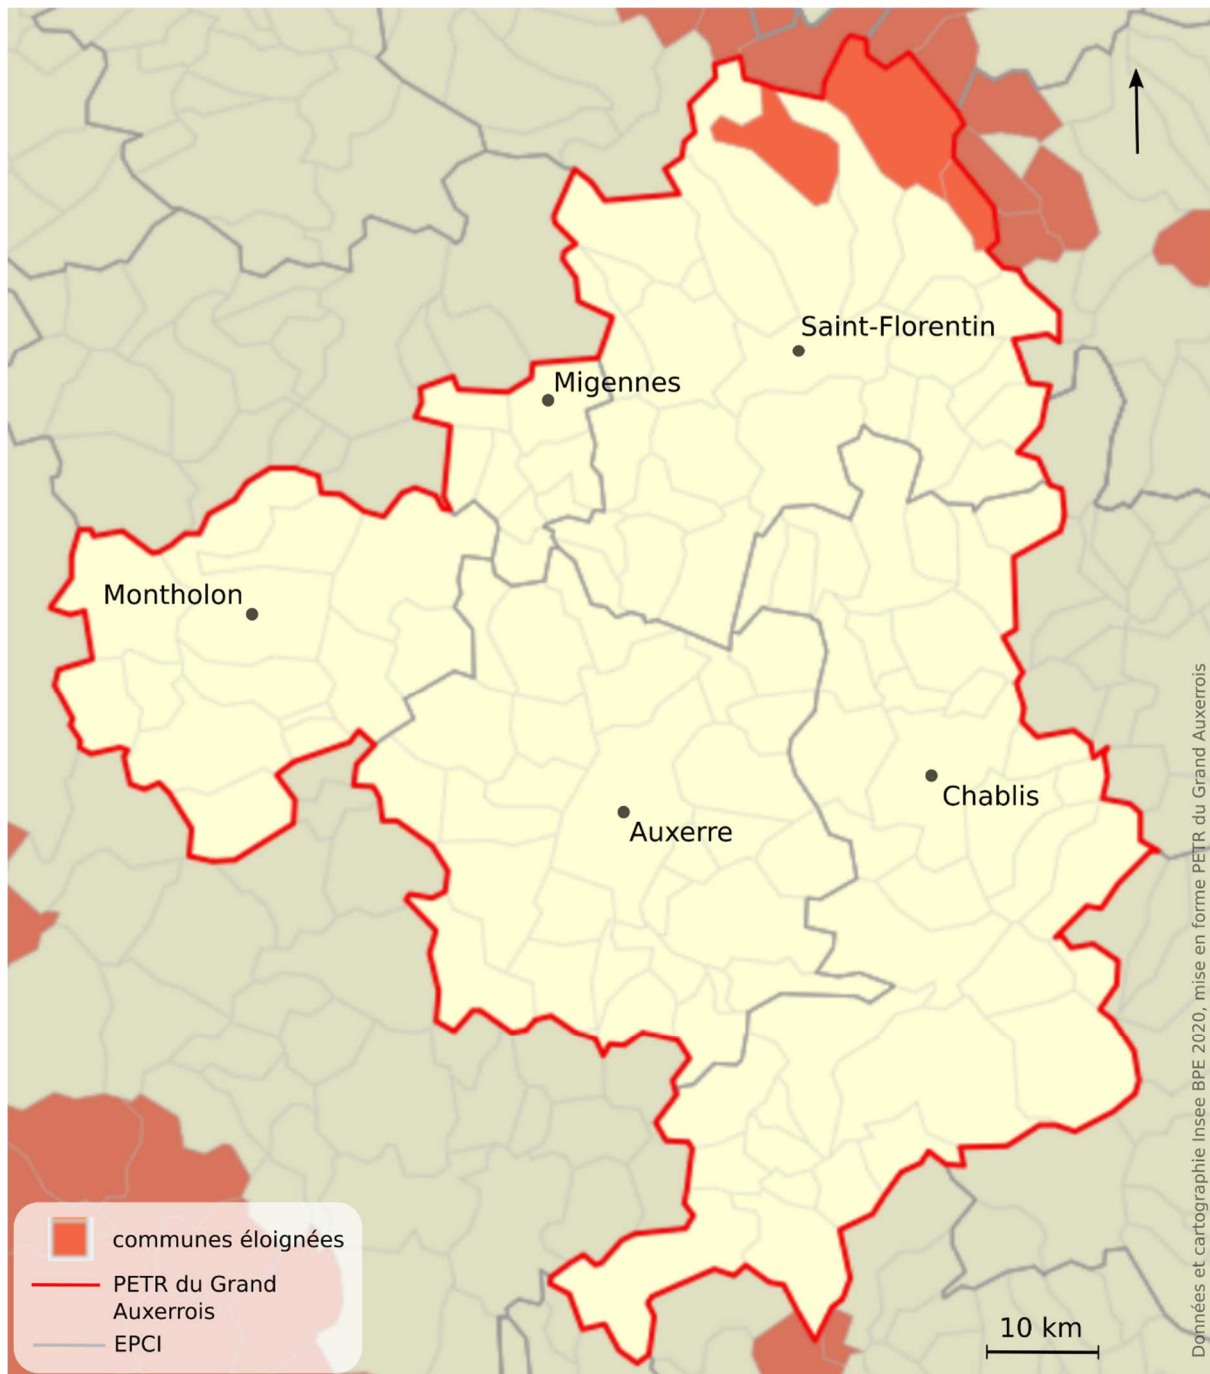 Saint-Florentin
Migennes
Montholon
Chablis
Auxerre
communes éloignées
PETR du Grand
Auxerrois
EPCI
10 km
Données et cartographie Insee BPE 2020, mise en forme PETR du Grand Auxerrois